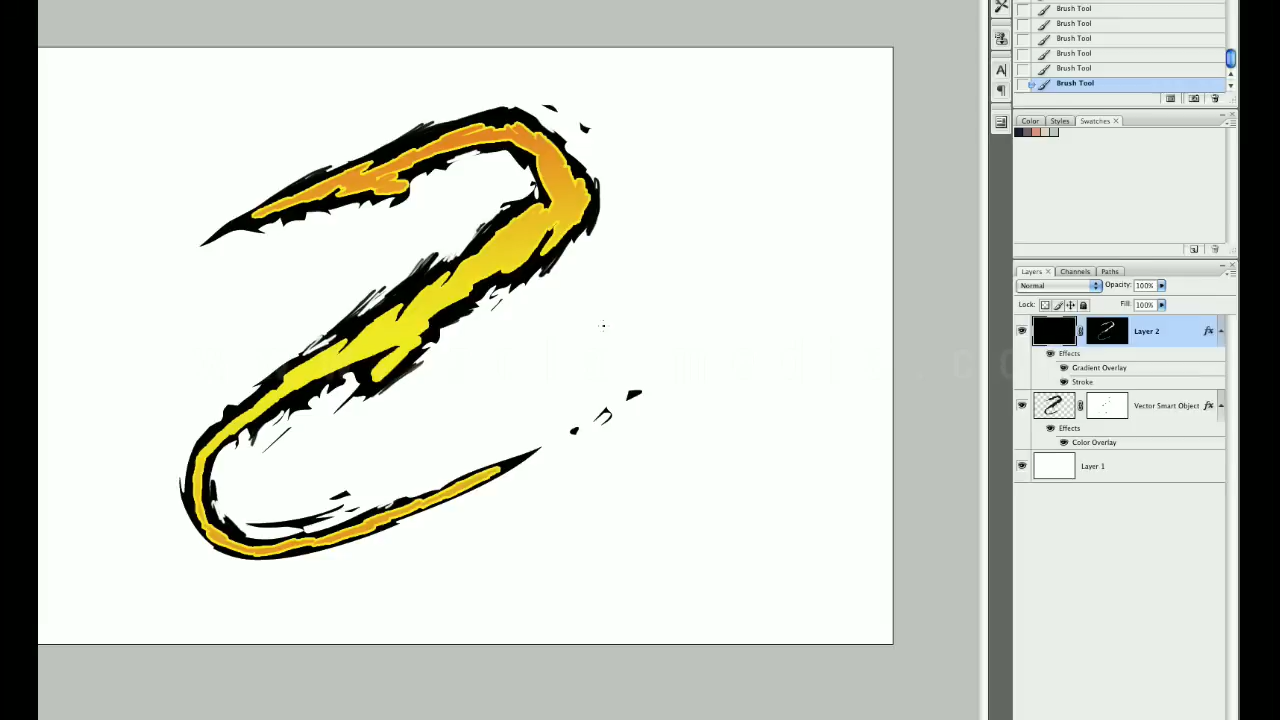 Brush Tool
Brush Tool
Brush Tool
Brush Tool
Brush Tool
Brush Tool
Color Styles Swatches
Layers Channels Paths
Normal Opacity: 100%
Lock: Fill: 100%
Layer 2 fx
Effects
Gradient Overlay
Stroke
Vector Smart Object fx
Effects
Color Overlay
Layer 1